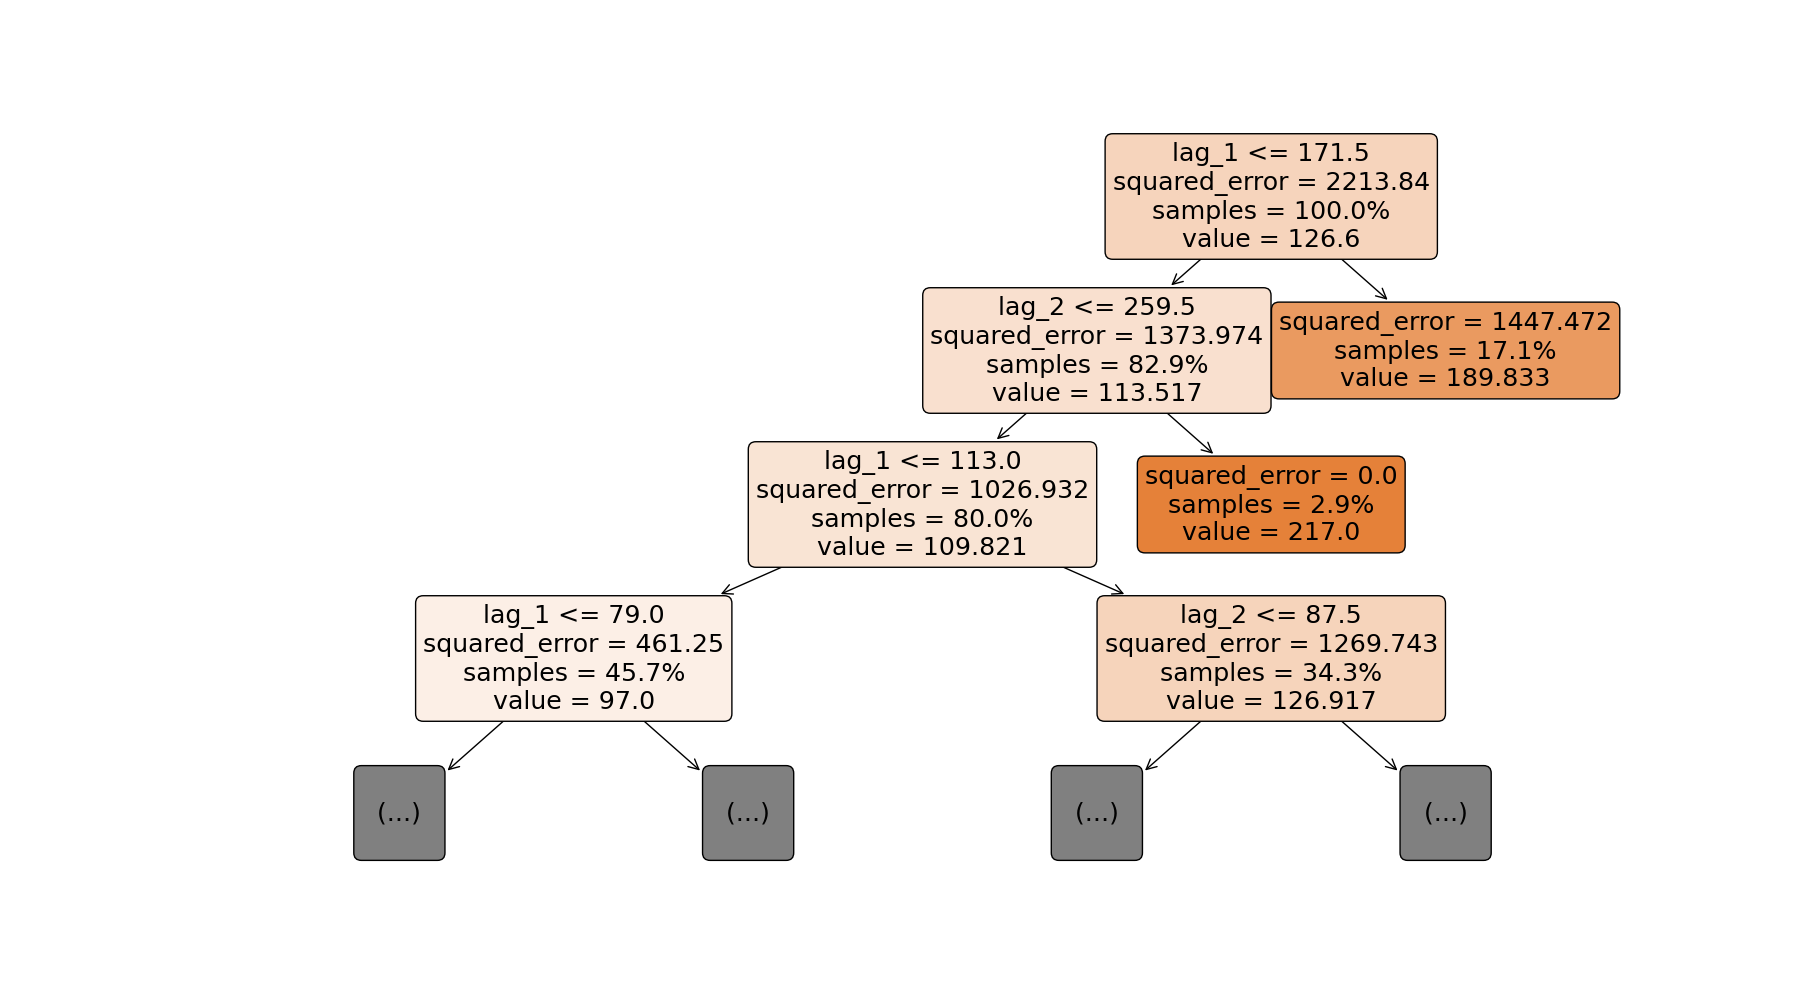 lag_1 <= 171.5
squared_error = 2213.84
samples = 100.0%
value = 126.6
lag_2 <= 259.5
squared_error = 1373.974
samples = 82.9%
value = 113.517
squared_error = 1447.472
samples = 17.1%
value = 189.833
lag_1 <= 113.0
squared_error = 1026.932
samples = 80.0%
value = 109.821
squared_error = 0.0
samples = 2.9%
value = 217.0
lag_1 <= 79.0
squared_error = 461.25
samples = 45.7%
value = 97.0
lag_2 <= 87.5
squared_error = 1269.743
samples = 34.3%
value = 126.917
(...)
(...)
(...)
(...)